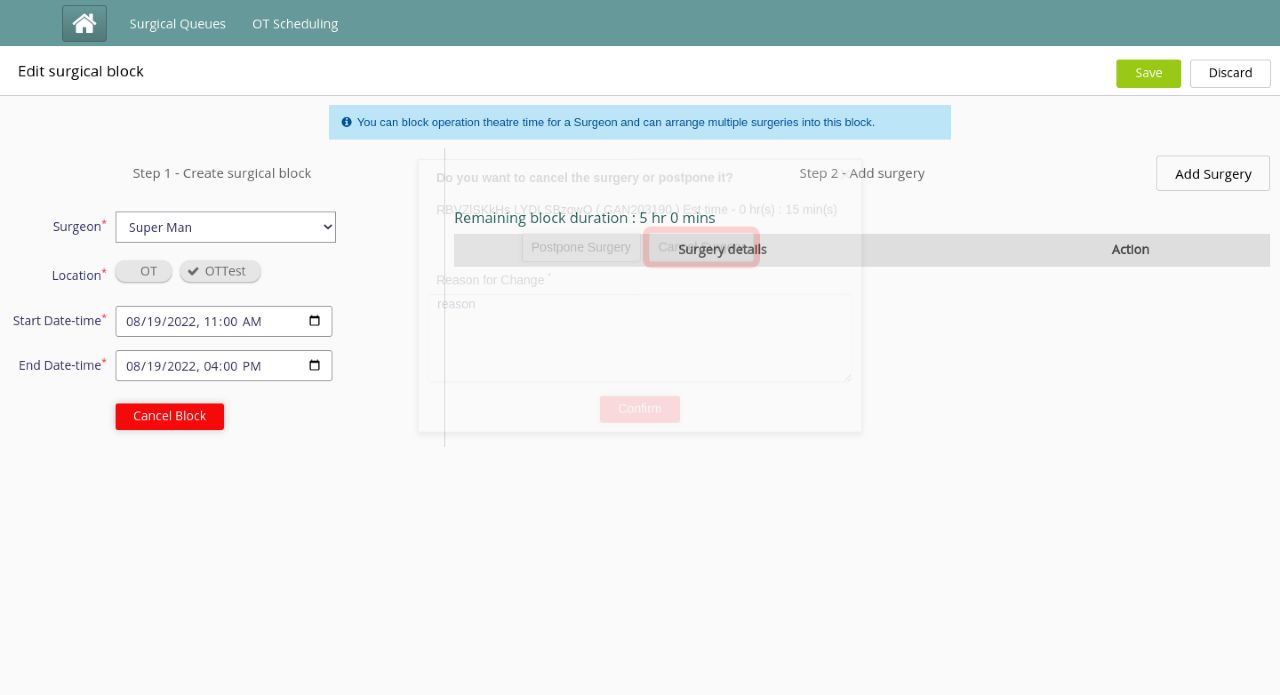 Surgical Queues OT Scheduling
Edit surgical block
Save Discard
You can block operation theatre time for a Surgeon and can arrange multiple surgeries into this block.
Step 1 - Create surgical block
Surgeon* Super Man
Location* OT OTTest
Start Date-time* 08/19/2022, 11:00 AM
End Date-time* 08/19/2022, 04:00 PM
Cancel Block
Step 2 - Add surgery
Add Surgery
Remaining block duration : 5 hr 0 mins
Surgery details Action
Do you want to cancel the surgery or postpone it?
( GAN203190 ) Est time - 0 hr(s) : 15 min(s)
Postpone Surgery Cancel Surgery
Reason for Change *
reason
Confirm